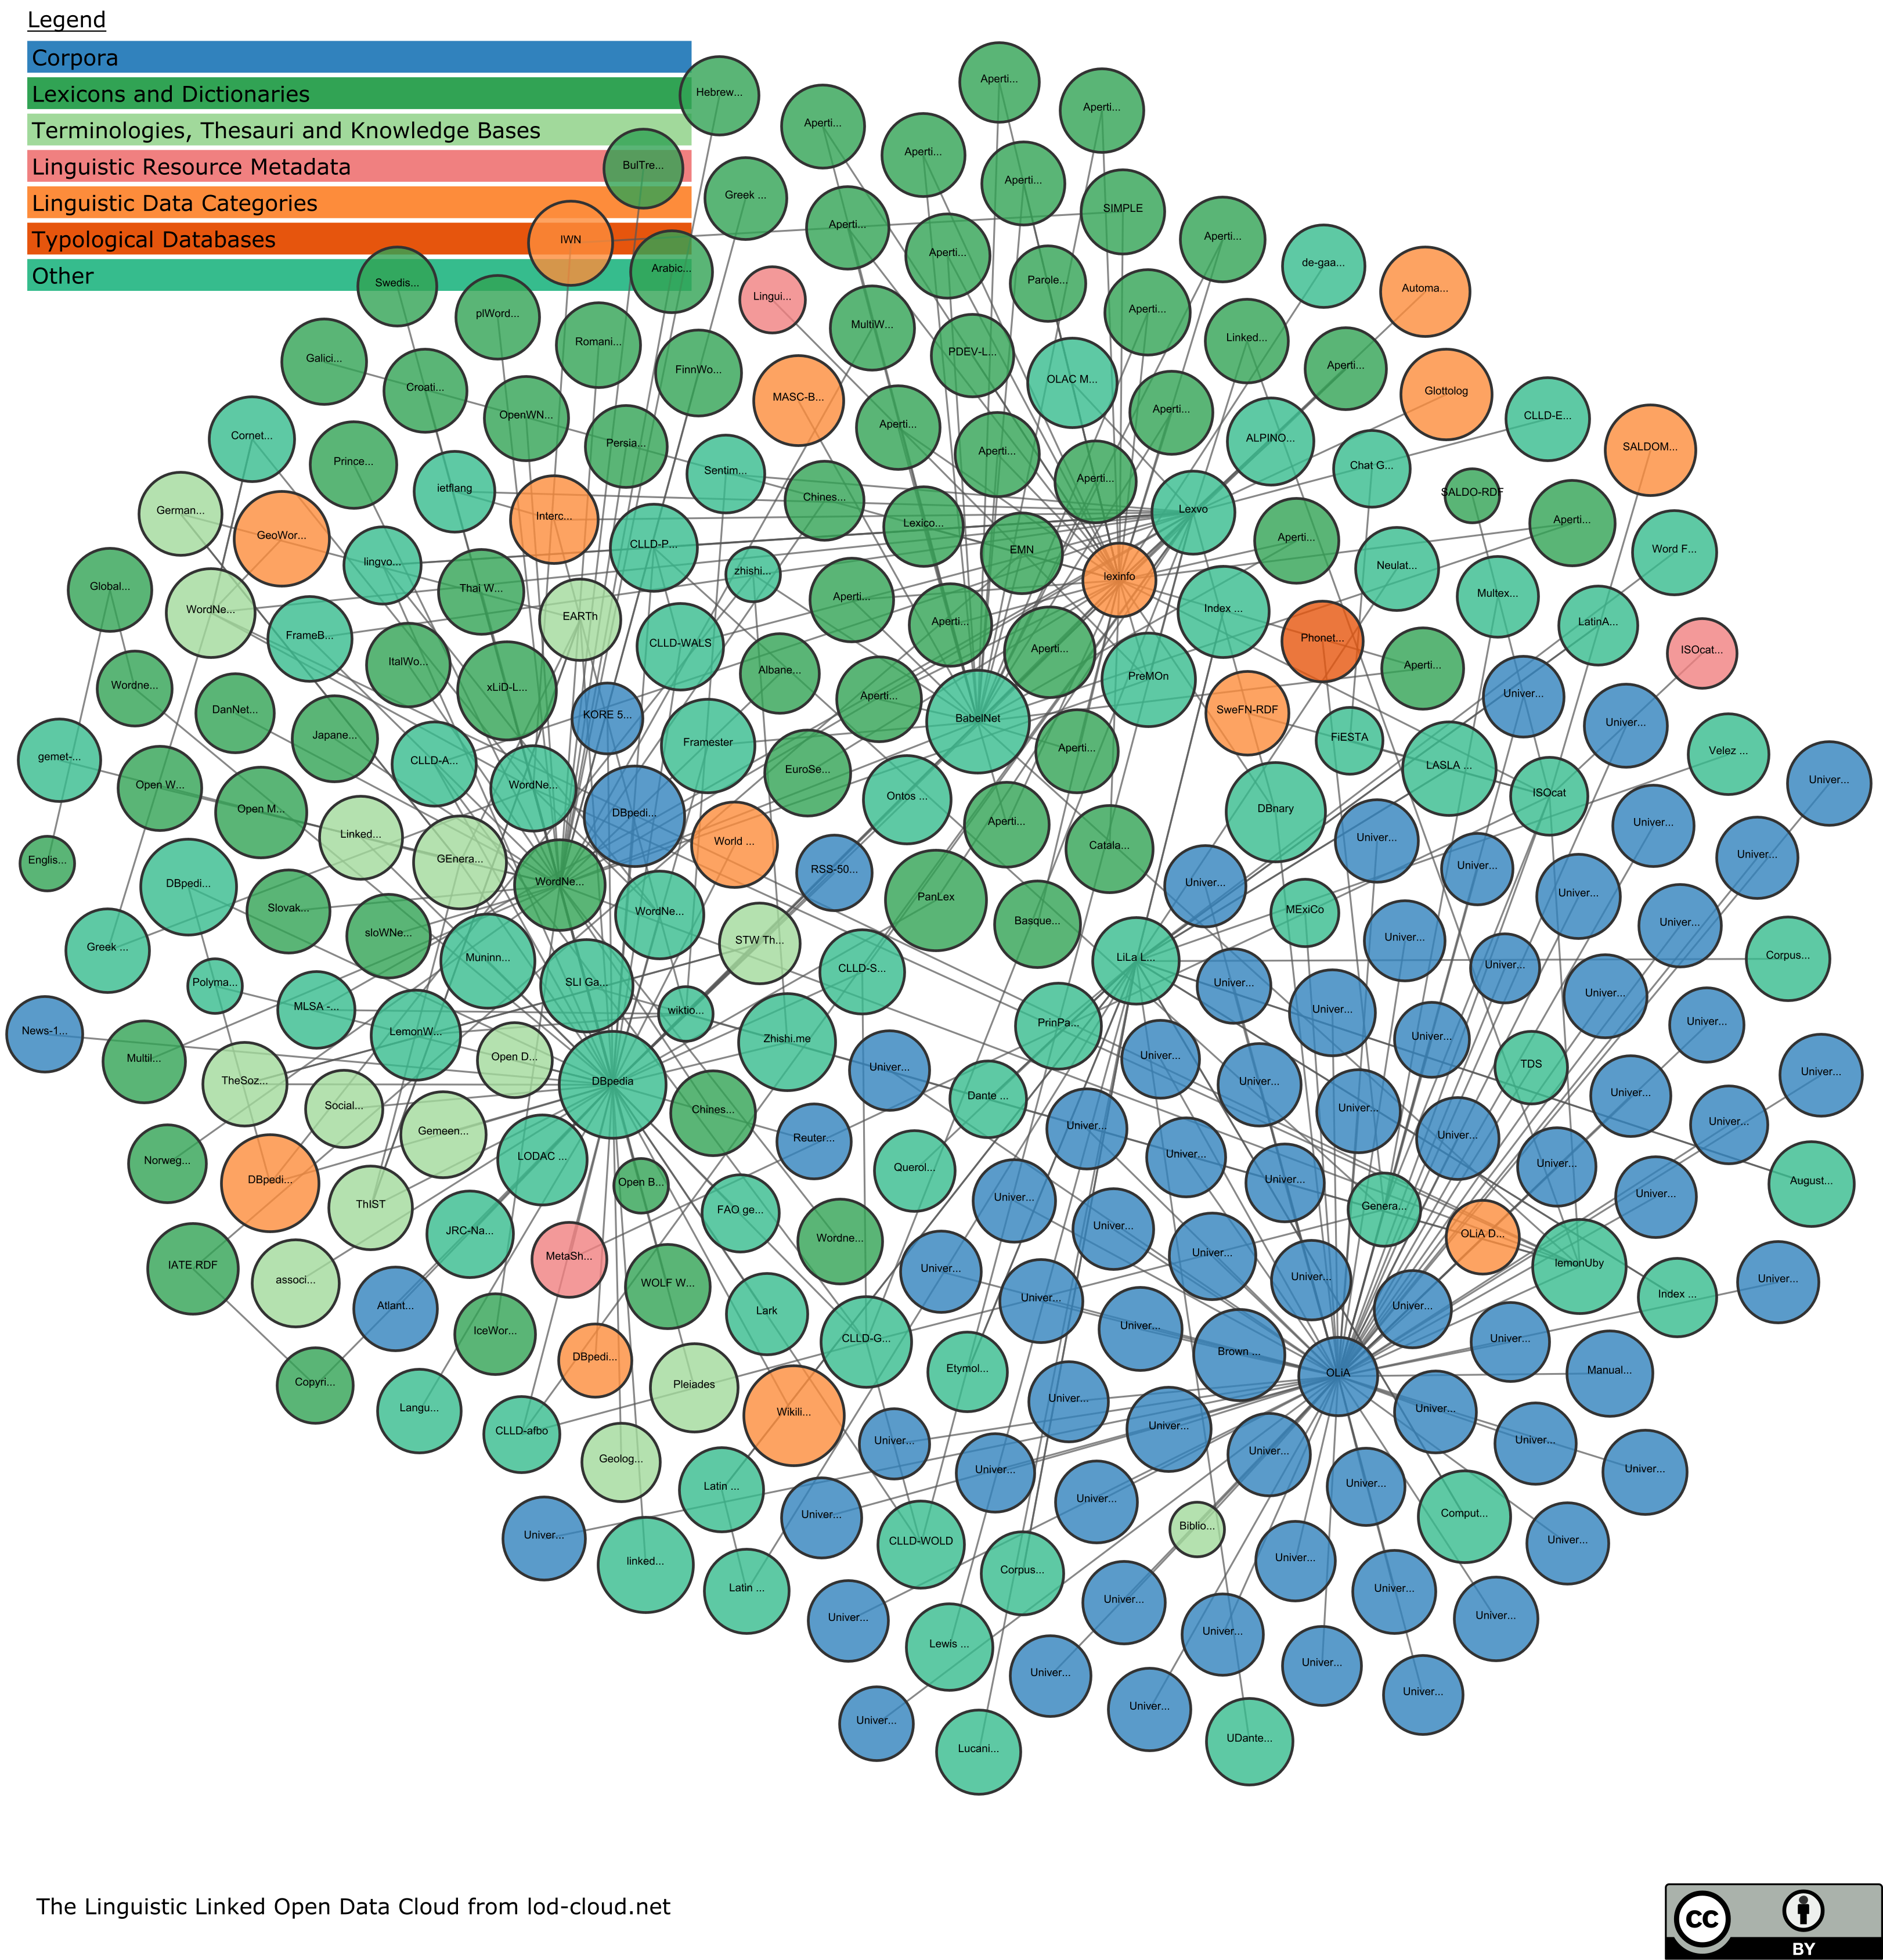 Legend
Corpora
Lexicons and Dictionaries
Terminologies, Thesauri and Knowledge Bases
Linguistic Resource Metadata
Linguistic Data Categories
Typological Databases
Other
Hebrew...
Aperti...
Aperti...
Aperti...
Aperti...
BulTre...
Greek ...
Aperti...
SIMPLE
IWN
Aperti...
Aperti...
Aperti...
Arabic...
de-gaa...
Swedis...
Lingui...
Parole...
Automa...
plWord...
MultiW...
Aperti...
Linked...
Romani...
Galici...
FinnWo...
PDEV-L...
Aperti...
Croati...
OLAC M...
MASC-B...
Glottolog
OpenWN...
Aperti...
Aperti...
CLLD-E...
Cornet...
Persia...
ALPINO...
Aperti...
SALDOM...
Prince...
Sentim...
Chat G...
ietflang
Aperti...
SALDO-RDF
German...
Interc...
Chines...
Lexico...
Lexvo
Aperti...
GeoWor...
CLLD-P...
Aperti...
EMN
Word F...
lingvo...
zhishi...
lexinfo
Neulat...
Global...
Thai W...
Aperti...
Multex...
WordNe...
EARTh
Index ...
Aperti...
LatinA...
FrameB...
CLLD-WALS
Phonet...
Aperti...
ISOcat...
ItalWo...
Albane...
Aperti...
Wordne...
xLiD-L...
PreMOn
Aperti...
Univer...
DanNet...
KORE 5...
BabelNet
SweFN-RDF
Univer...
Japane...
Framester
Aperti...
FiESTA
gemet-...
CLLD-A...
EuroSe...
LASLA ...
Velez ...
Open W...
WordNe...
Ontos ...
ISOcat
Univer...
Open M...
DBpedi...
DBnary
Aperti...
Univer...
Linked...
World ...
Univer...
Catala...
Univer...
Englis...
GEnera...
RSS-50...
Univer...
DBpedi...
WordNe...
Univer...
Univer...
PanLex
Slovak...
WordNe...
MExiCo
Basque...
Univer...
sloWNe...
STW Th...
Univer...
Greek ...
Muninn...
LiLa L...
Corpus...
CLLD-S...
Univer...
Polyma...
SLI Ga...
Univer...
Univer...
MLSA -...
wiktio...
Univer...
PrinPa...
Univer...
News-1...
LemonW...
Zhishi.me
Univer...
Multil...
Open D...
Univer...
Univer...
TDS
Univer...
TheSoz...
DBpedia
Univer...
Univer...
Dante ...
Social...
Chines...
Univer...
Univer...
Gemeen...
Reuter...
Univer...
Univer...
Norweg...
LODAC ...
Querol...
Univer...
Univer...
DBpedi...
Open B...
Univer...
August...
ThIST
FAO ge...
Univer...
Genera...
Univer...
JRC-Na...
Wordne...
Univer...
OLiA D...
MetaSh...
Univer...
IATE RDF
Univer...
lemonUby
associ...
WOLF W...
Univer...
Univer...
Index ...
Atlant...
Lark
Univer...
Univer...
IceWor...
CLLD-G...
Univer...
Univer...
DBpedi...
Brown ...
Copyri...
Pleiades
Etymol...
OLiA
Manual...
Langu...
Wikili...
Univer...
Univer...
CLLD-afbo
Univer...
Univer...
Univer...
Geolog...
Univer...
Univer...
Univer...
Latin ...
Univer...
Univer...
Univer...
Comput...
Univer...
Biblio...
Univer...
CLLD-WOLD
linked...
Univer...
Corpus...
Latin ...
Univer...
Univer...
Univer...
Univer...
Univer...
Lewis ...
Univer...
Univer...
Univer...
Univer...
Univer...
UDante...
Lucani...
The Linguistic Linked Open Data Cloud from lod-cloud.net
cc
BY